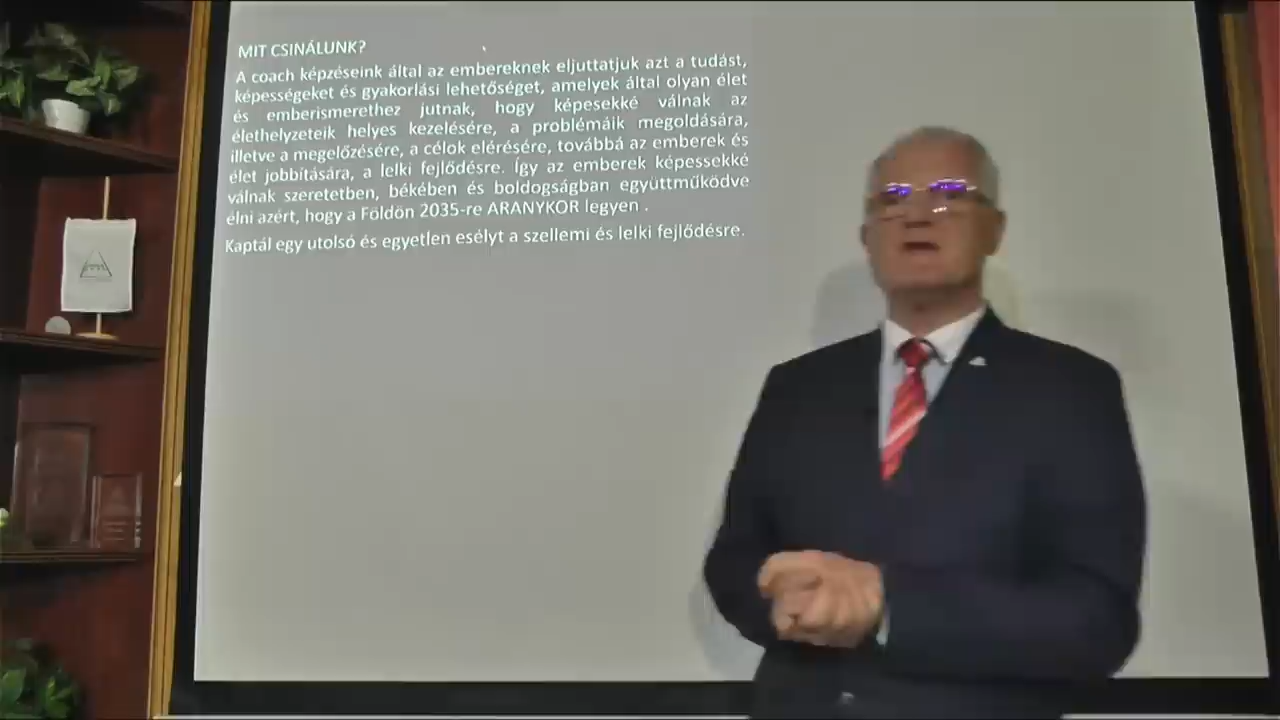 MIT CSINÁLUNK?
A coach képzéseink által az embereknek eljuttatjuk azt a tudást,
képességeket és gyakorlási lehetőséget, amelyek által olyan élet
és emberismerethez jutnak, hogy képesekké válnak az
élethelyzeteik helyes kezelésére, a problémáik megoldására,
illetve a megelőzésére, a célok elérésére, továbbá az emberek és
élet jobbítására, a lelki fejlődésre. Így az emberek képessekké
válnak szeretetben, békében és boldogságban együttműködve
élni azért, hogy a Földön 2035-re ARANYKOR legyen .
Kaptál egy utolsó és egyetlen esélyt a szellemi és lelki fejlődésre.